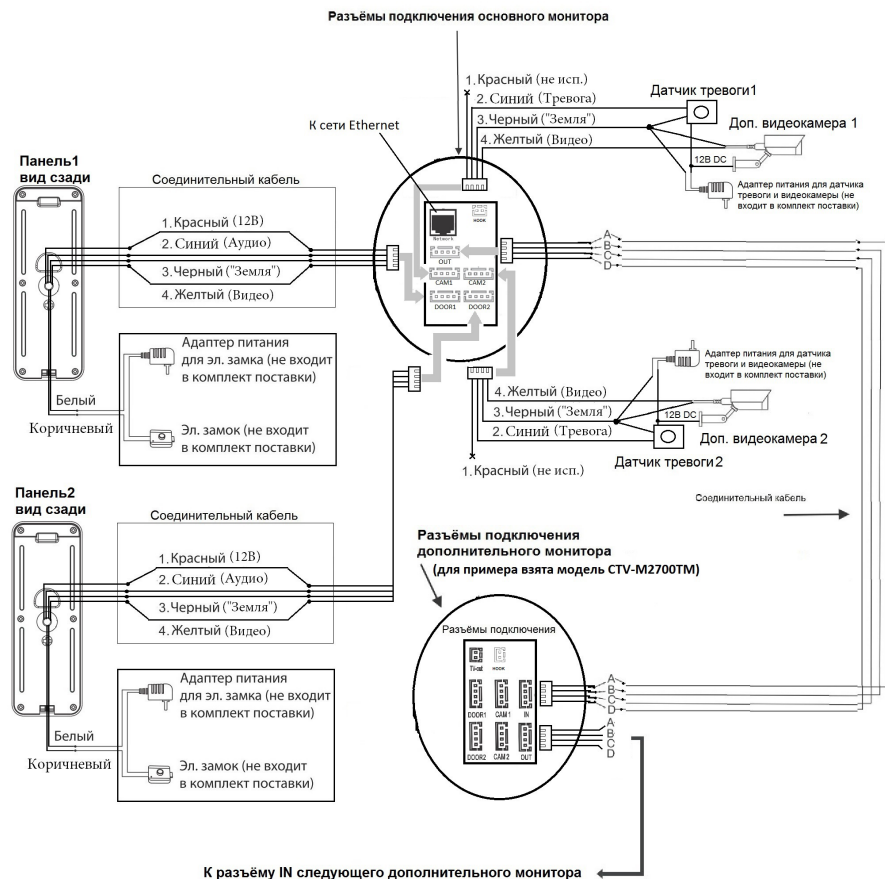 Разъёмы подключения основного монитора
1. Красный (не исп.)
2. Синий (Тревога)
3. Черный ("Земля")
4. Желтый (Видео)
Датчик тревоги1
Доп. видеокамера 1
12В DC
Адаптер питания для датчика
тревоги и видеокамеры (не
входит в комплект поставки)
К сети Ethernet
Панель1
вид сзади
Соединительный кабель
1. Красный (12В)
2. Синий (Аудио)
3. Черный ("Земля")
4. Желтый (Видео)
Адаптер питания
для эл. замка (не входит
в комплект поставки)
Белый
Коричневый
Эл. замок (не входит
в комплект поставки)
HOOK
Network
OUT
CAM1
CAM2
DOOR1
DOOR2
A
B
C
D
Адаптер питания для датчика
тревоги и видеокамеры (не
входит в комплект поставки)
4. Желтый (Видео)
3. Черный ("Земля")
2. Синий (Тревога)
1. Красный (не исп.)
12В DC
Доп. видеокамера 2
Датчик тревоги2
Соединительный кабель
Панель2
вид сзади
Соединительный кабель
1. Красный (12В)
2. Синий (Аудио)
3. Черный ("Земля")
4. Желтый (Видео)
Адаптер питания
для эл. замка (не входит
в комплект поставки)
Белый
Коричневый
Эл. замок (не входит
в комплект поставки)
Разъёмы подключения
дополнительного монитора
(для примера взята модель CTV-M2700TM)
Разъёмы подключения
HOOK
DOOR1
CAM 1
IN
DOOR2
CAM 2
OUT
A
B
C
D
A
B
C
D
К разъёму IN следующего дополнительного монитора